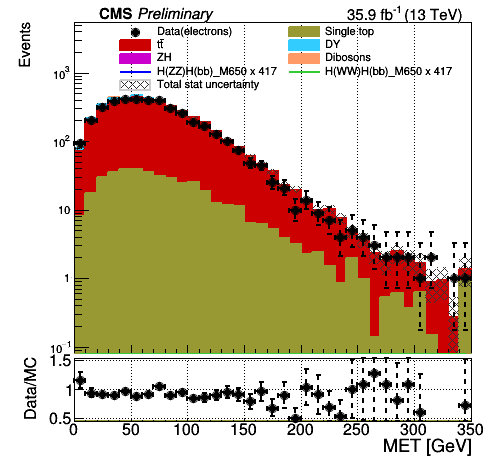 CMS Preliminary 35.9 fb⁻¹ (13 TeV)
Events
Data(electrons) Single top
tt̄ DY
ZH Dibosons
H(ZZ)H(bb)_M650 x 417 H(WW)H(bb)_M650 x 417
Total stat uncertainty
10³
10²
10
1
10⁻¹
Data/MC
1.5
1.0
0.5
0 50 100 150 200 250 300 350
MET [GeV]